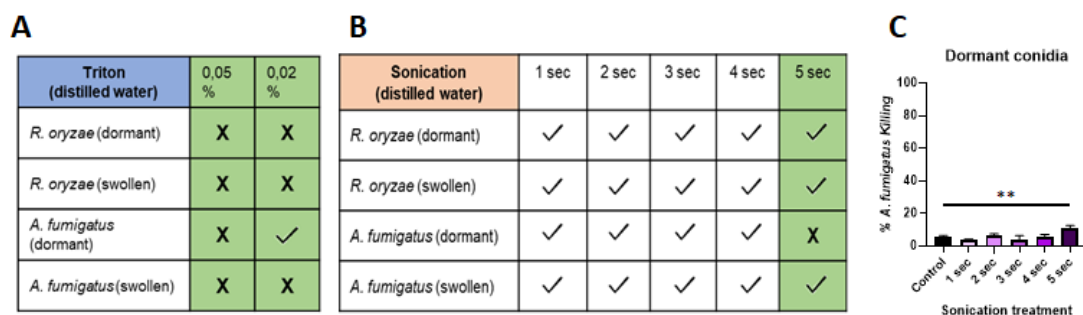 A
Triton
(distilled water)
0,05
%
0,02
%
R. oryzae (dormant)
X
X
R. oryzae (swollen)
X
X
A. fumigatus
(dormant)
X
✓
A. fumigatus (swollen)
X
X
B
Sonication
(distilled water)
1 sec
2 sec
3 sec
4 sec
5 sec
R. oryzae (dormant)
✓
✓
✓
✓
✓
R. oryzae (swollen)
✓
✓
✓
✓
✓
A. fumigatus (dormant)
✓
✓
✓
✓
X
A. fumigatus (swollen)
✓
✓
✓
✓
✓
C
Dormant conidia
% A. fumigatus Killing
100
80
60
40
20
0
**
Control
1 sec
2 sec
3 sec
4 sec
5 sec
Sonication treatment